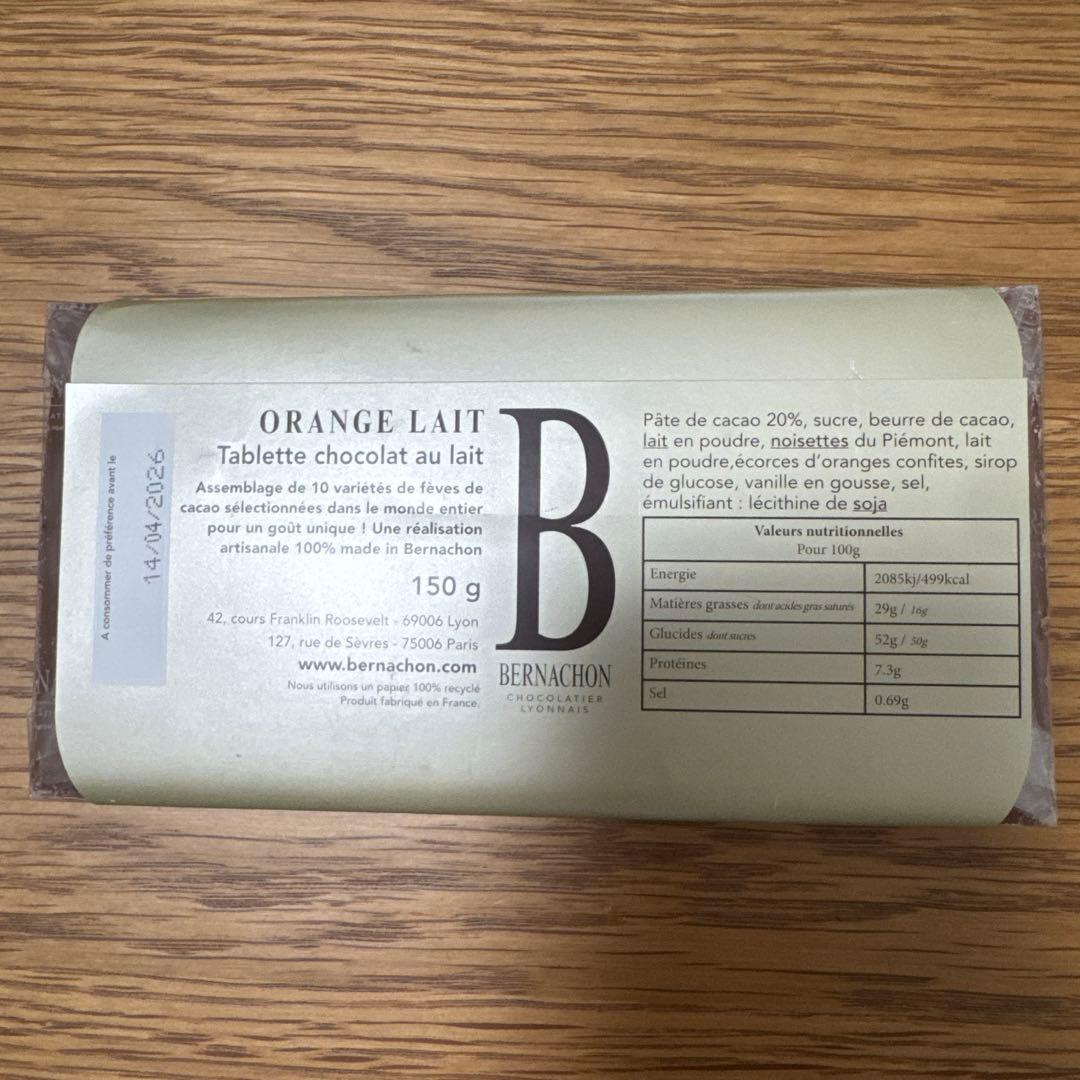 A consommer de préférence avant le
14/04/2026
ORANGE LAIT
Tablette chocolat au lait
Assemblage de 10 variétés de fèves de
cacao sélectionnées dans le monde entier
pour un goût unique ! Une réalisation
artisanale 100% made in Bernachon
150 g
42, cours Franklin Roosevelt - 69006 Lyon
127, rue de Sèvres - 75006 Paris
www.bernachon.com
Nous utilisons un papier 100% recyclé
Produit fabriqué en France.
B
BERNACHON
CHOCOLATIER
LYONNAIS
Pâte de cacao 20%, sucre, beurre de cacao,
lait en poudre, noisettes du Piémont, lait
en poudre,écorces d'oranges confites, sirop
de glucose, vanille en gousse, sel,
émulsifiant : lécithine de soja
Valeurs nutritionnelles
Pour 100g
Energie 2085kj/499kcal
Matières grasses dont acides gras saturés 29g / 16g
Glucides dont sucres 52g / 50g
Protéines 7.3g
Sel 0.69g